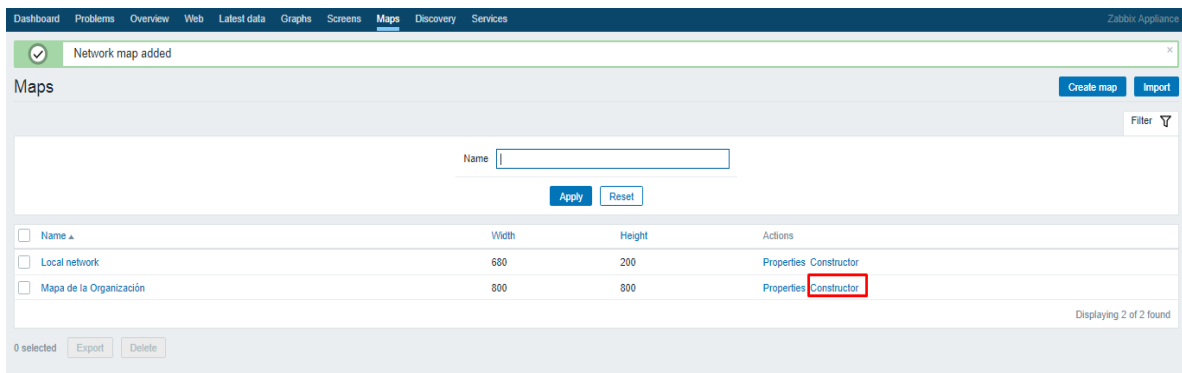 Dashboard Problems Overview Web Latest data Graphs Screens Maps Discovery Services Zabbix Appliance
Network map added
Maps Create map Import
Filter
Name
Apply Reset
Name Width Height Actions
Local network 680 200 Properties Constructor
Mapa de la Organización 800 800 Properties Constructor
Displaying 2 of 2 found
0 selected Export Delete